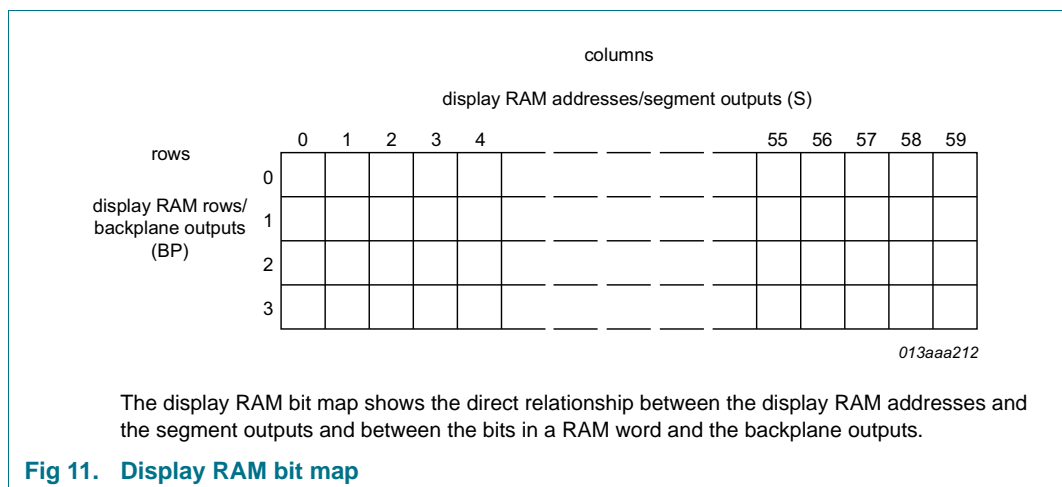 columns
display RAM addresses/segment outputs (S)
0 1 2 3 4 55 56 57 58 59
rows
0
display RAM rows/
backplane outputs
(BP)
1
2
3
013aaa212
The display RAM bit map shows the direct relationship between the display RAM addresses and
the segment outputs and between the bits in a RAM word and the backplane outputs.
Fig 11. Display RAM bit map